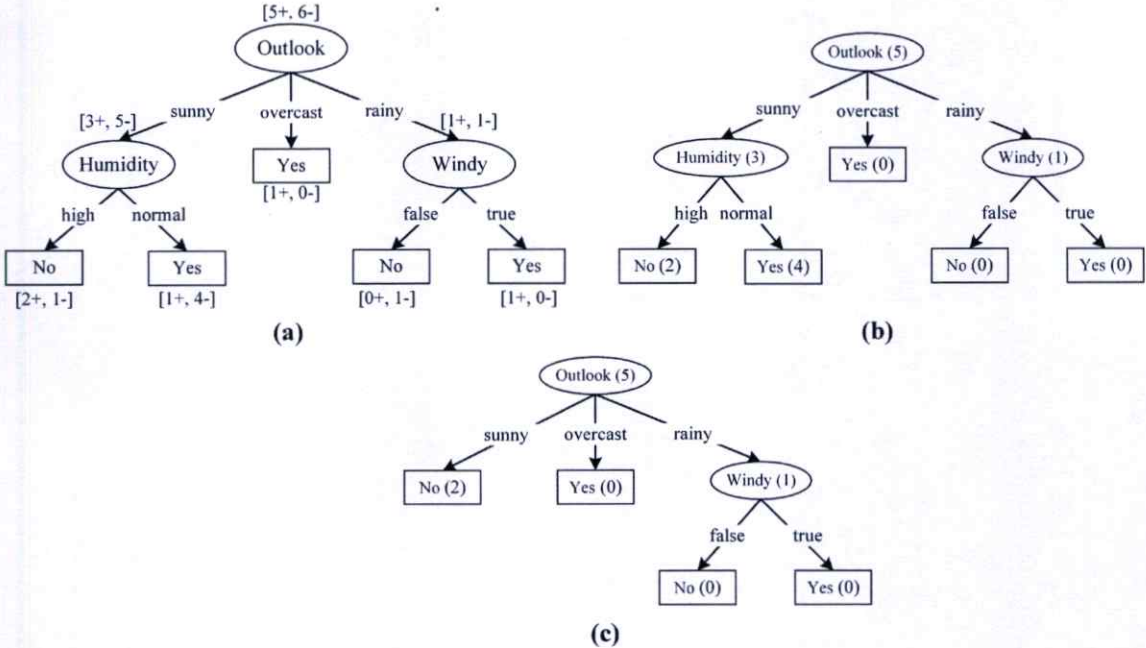 [5+, 6-]
Outlook
sunny overcast rainy
[3+, 5-] [1+, 1-]
Humidity Yes Windy
[1+, 0-]
high normal false true
No Yes No Yes
[2+, 1-] [1+, 4-] [0+, 1-] [1+, 0-]
(a)
Outlook (5)
sunny overcast rainy
Humidity (3) Yes (0) Windy (1)
high normal false true
No (2) Yes (4) No (0) Yes (0)
(b)
Outlook (5)
sunny overcast rainy
No (2) Yes (0) Windy (1)
false true
No (0) Yes (0)
(c)